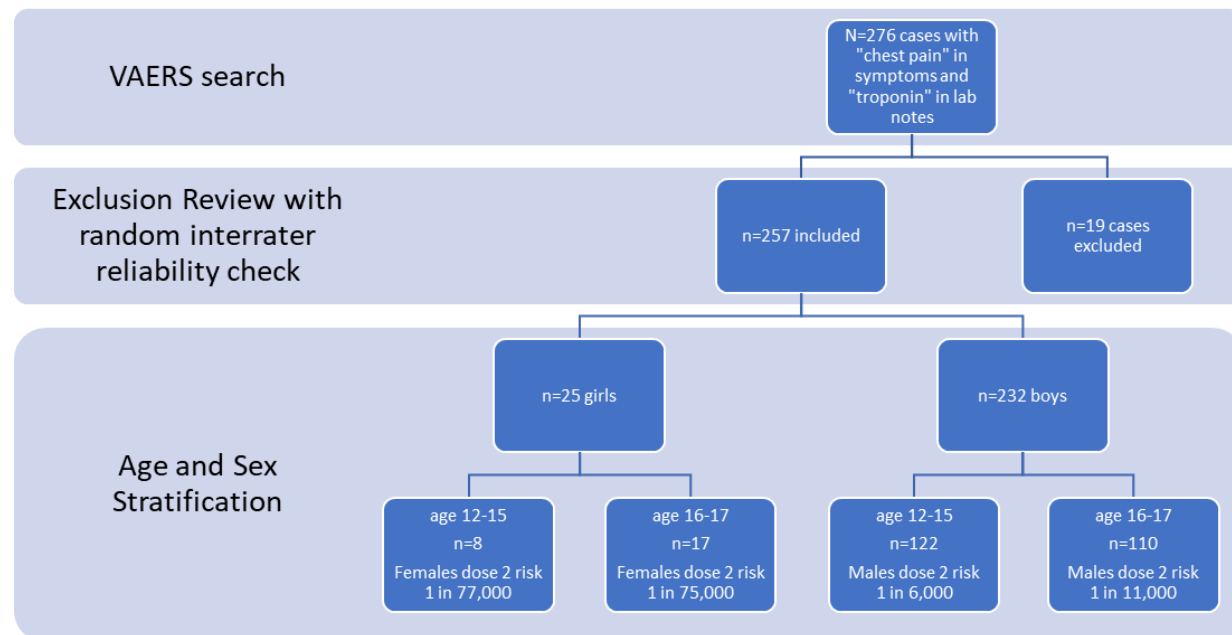 VAERS search
N=276 cases with
"chest pain" in
symptoms and
"troponin" in lab
notes
Exclusion Review with
random interrater
reliability check
n=257 included
n=19 cases
excluded
Age and Sex
Stratification
n=25 girls
n=232 boys
age 12-15
n=8
Females dose 2 risk
1 in 77,000
age 16-17
n=17
Females dose 2 risk
1 in 75,000
age 12-15
n=122
Males dose 2 risk
1 in 6,000
age 16-17
n=110
Males dose 2 risk
1 in 11,000